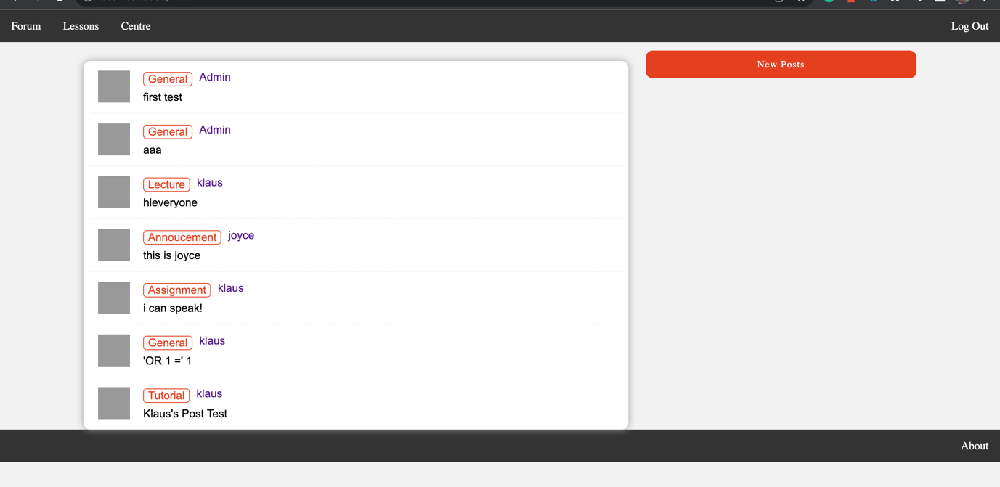 Forum Lessons Centre Log Out
New Posts
General Admin
first test
General Admin
aaa
Lecture klaus
hieveryone
Annoucement joyce
this is joyce
Assignment klaus
i can speak!
General klaus
'OR 1 =' 1
Tutorial klaus
Klaus's Post Test
About